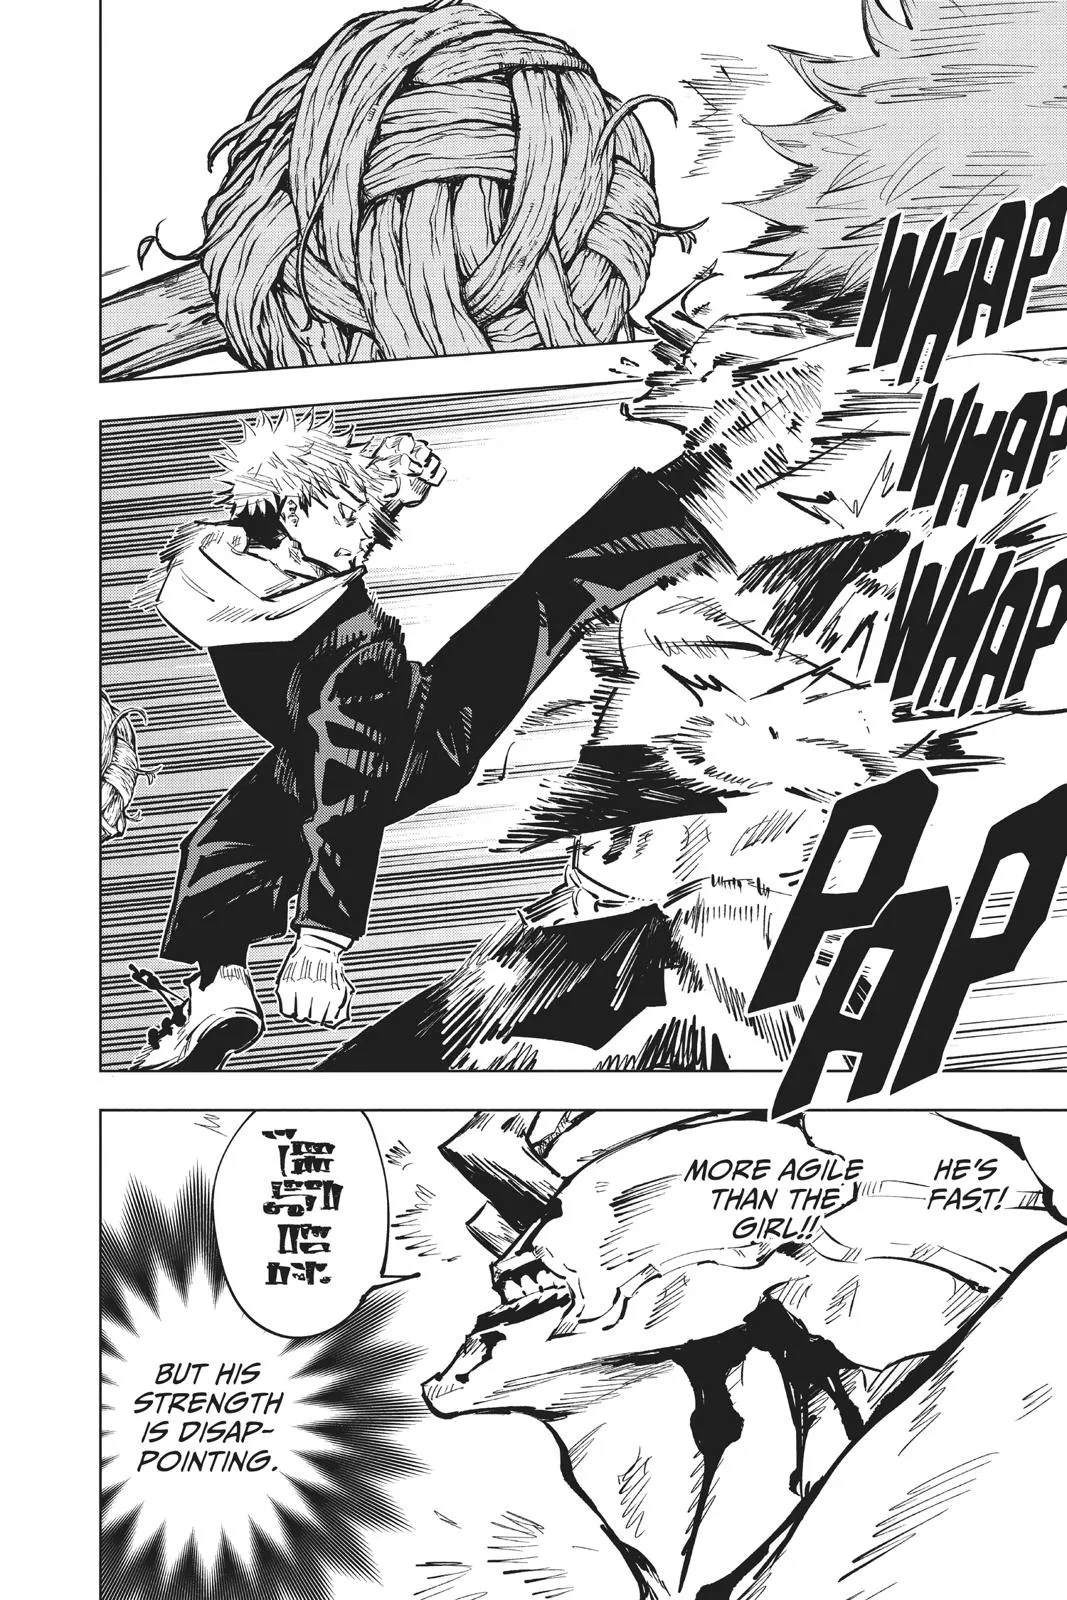 WHAP
WHAP
WHAP
PAP
HE'S
FAST!
MORE AGILE
THAN THE
GIRL!!
BUT HIS
STRENGTH
IS DISAP-
POINTING.